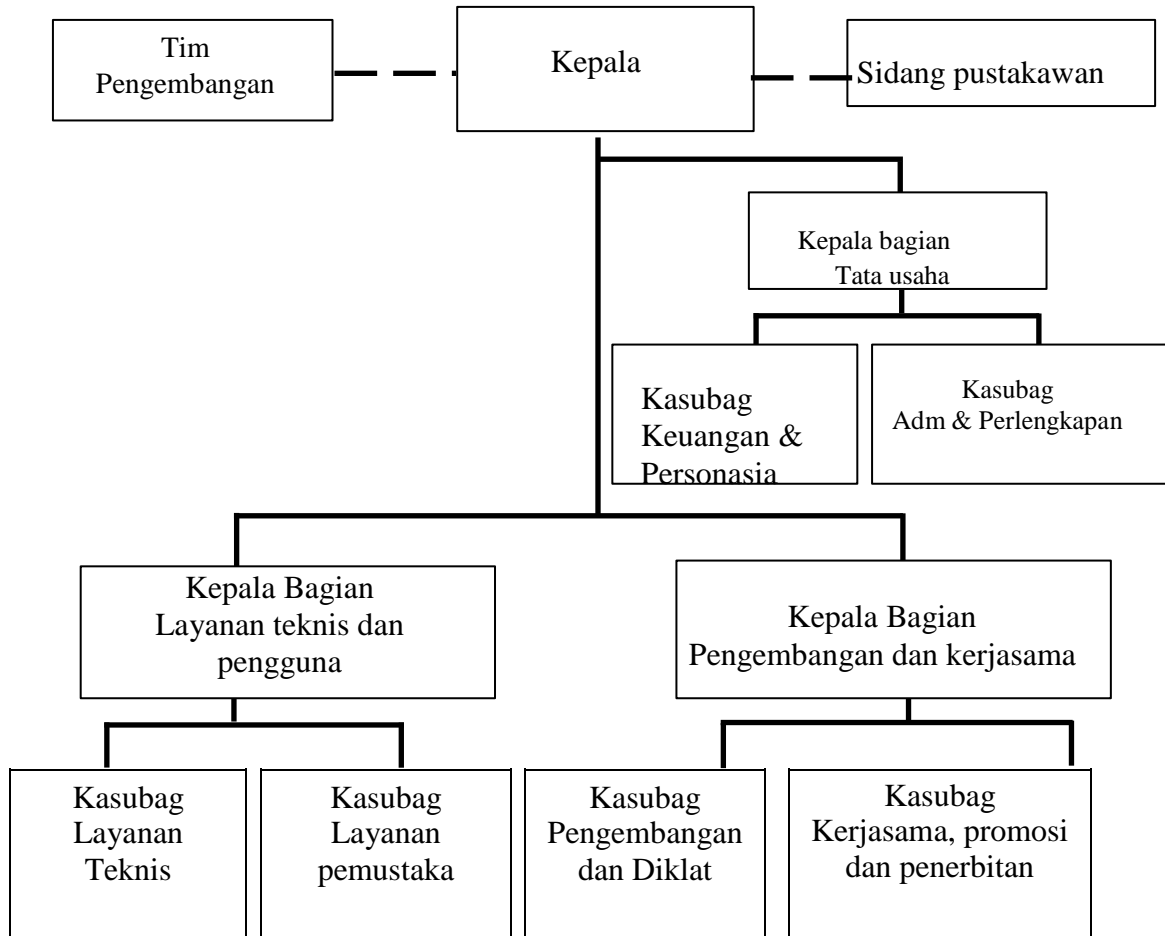 Tim
Pengembangan
Kepala
Sidang pustakawan
Kepala bagian
Tata usaha
Kasubag
Keuangan &
Personasia
Kasubag
Adm & Perlengkapan
Kepala Bagian
Layanan teknis dan
pengguna
Kepala Bagian
Pengembangan dan kerjasama
Kasubag
Layanan
Teknis
Kasubag
Layanan
pemustaka
Kasubag
Pengembangan
dan Diklat
Kasubag
Kerjasama, promosi
dan penerbitan